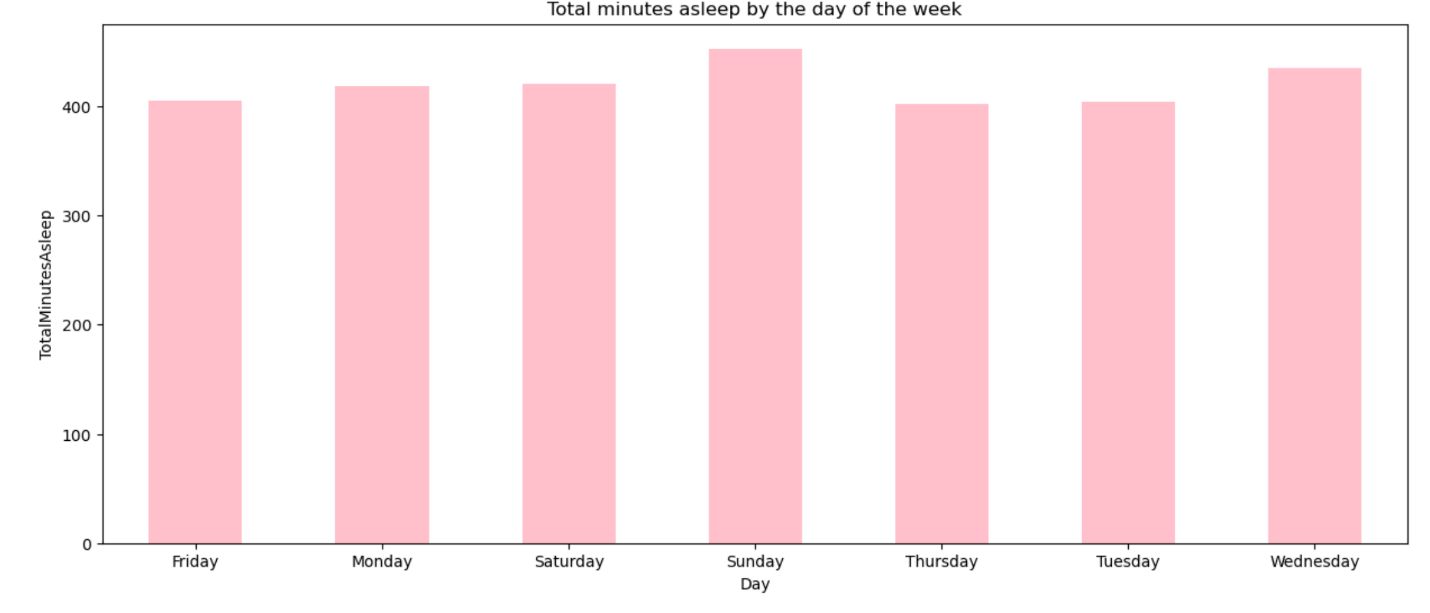 Total minutes asleep by the day of the week
TotalMinutesAsleep
400
300
200
100
0
Friday Monday Saturday Sunday Thursday Tuesday Wednesday
Day